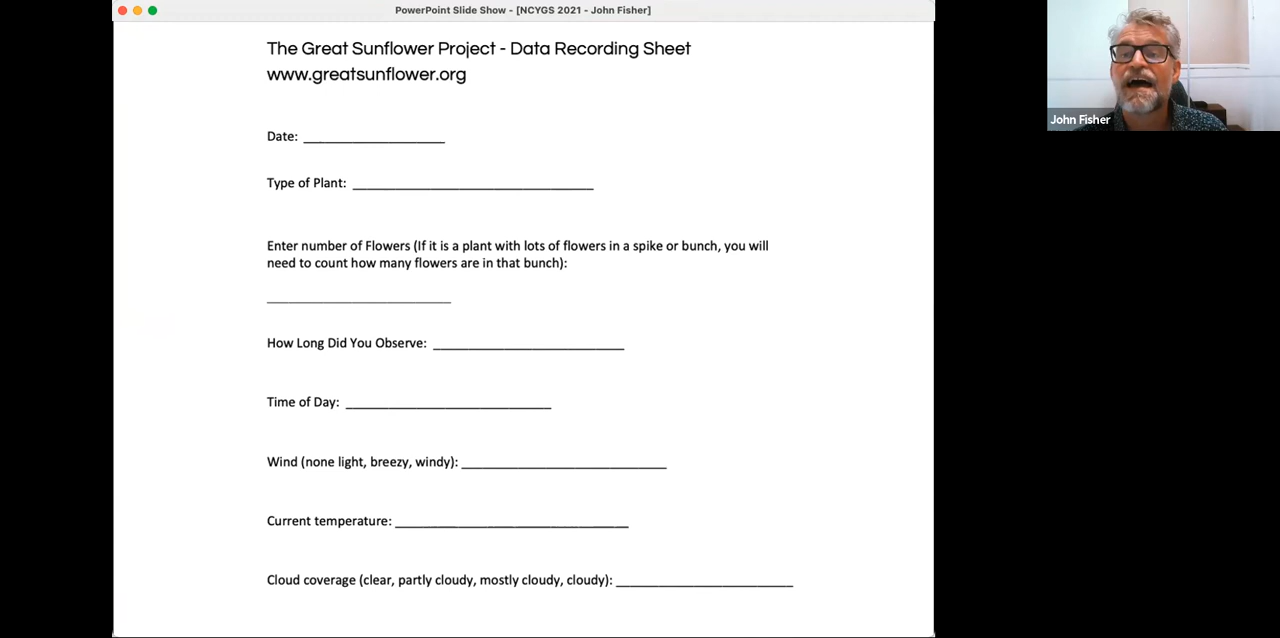 PowerPoint Slide Show - [NCYGS 2021 - John Fisher]
The Great Sunflower Project - Data Recording Sheet
www.greatsunflower.org
Date: ____________________
Type of Plant: __________________________________
Enter number of Flowers (If it is a plant with lots of flowers in a spike or bunch, you will
need to count how many flowers are in that bunch):
__________________________
How Long Did You Observe: ___________________________
Time of Day: _____________________________
Wind (none light, breezy, windy): _____________________________
Current temperature: _________________________________
Cloud coverage (clear, partly cloudy, mostly cloudy, cloudy): _________________________
John Fisher